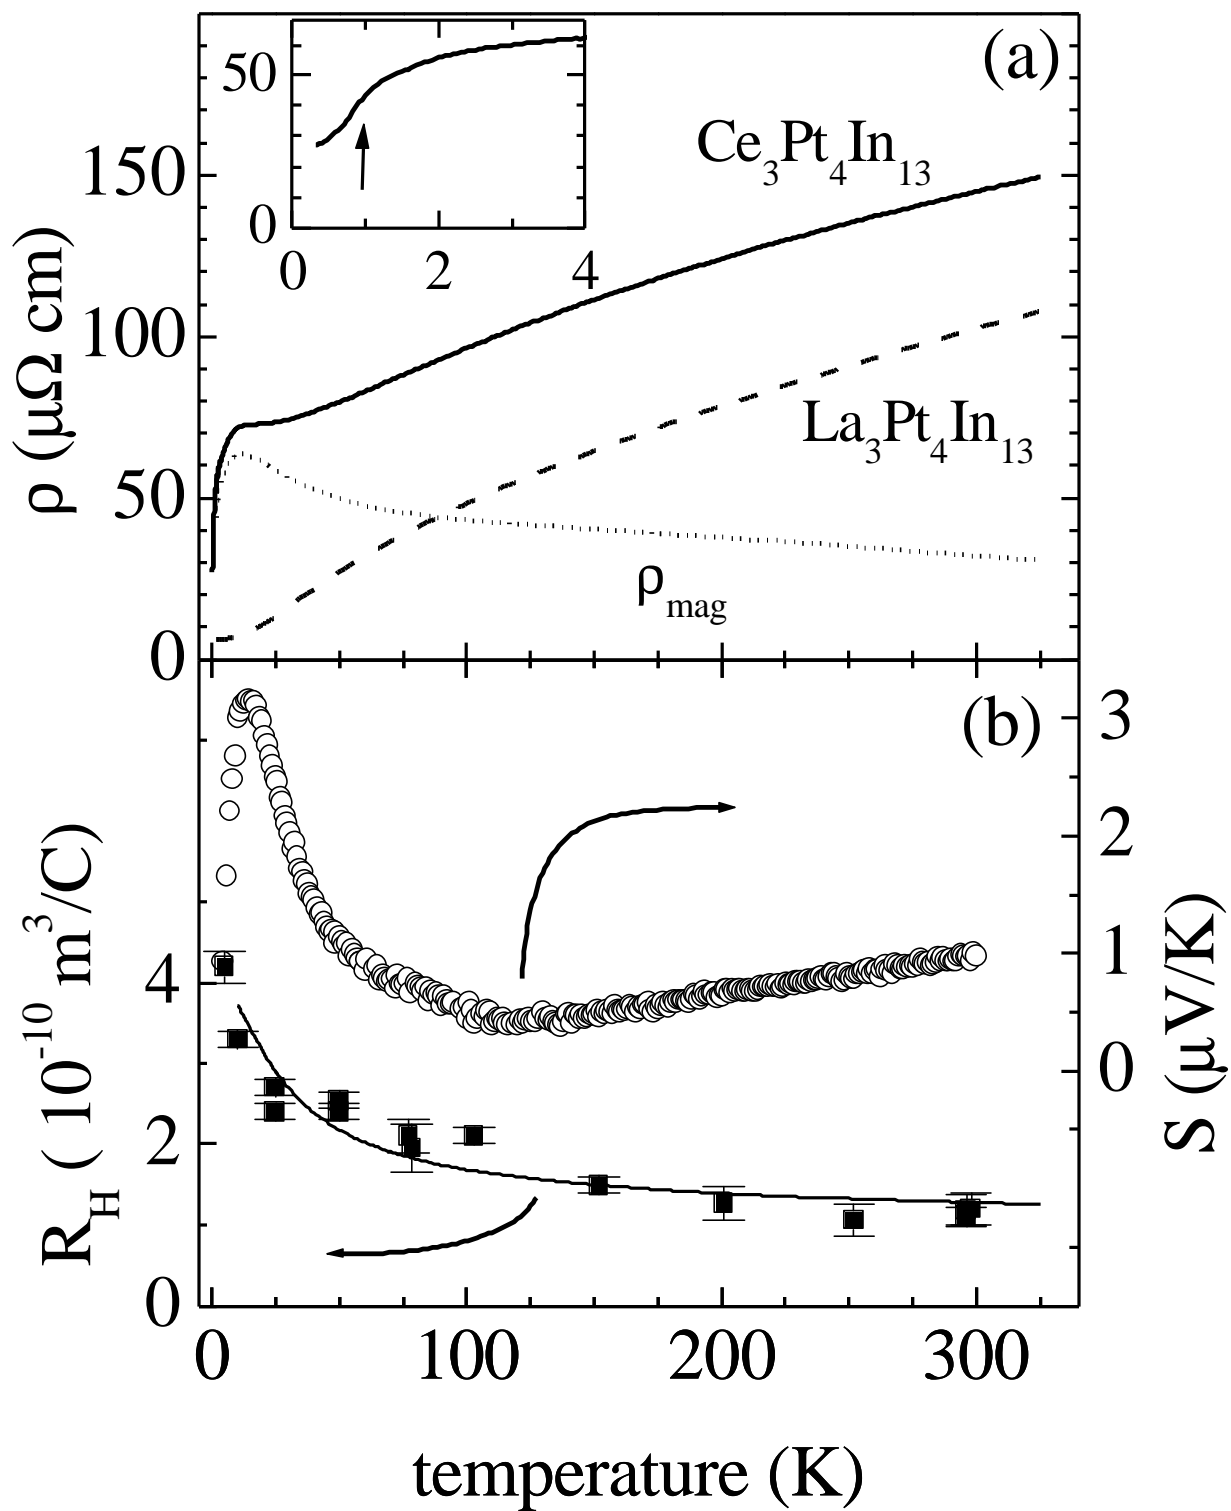 (a)
50
0
0 2 4
Ce3Pt4In13
150
100
50
0
La3Pt4In13
ρmag
ρ (μΩ cm)
(b)
3
2
1
0
4
2
0
RH ( 10-10 m3/C)
S (μV/K)
0 100 200 300
temperature (K)